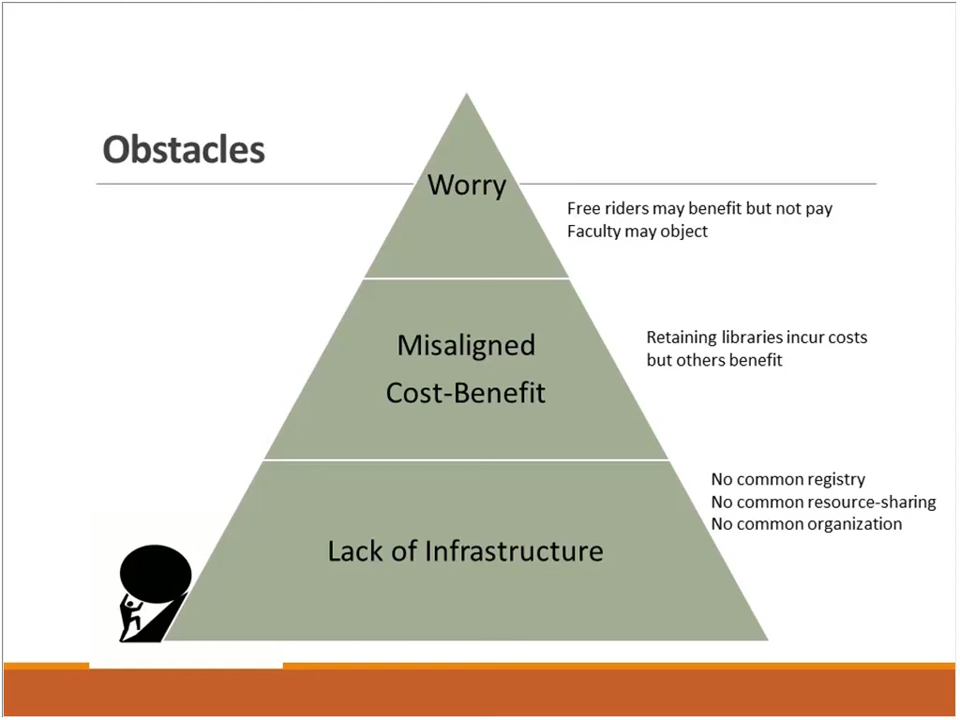 Obstacles
Worry
Free riders may benefit but not pay
Faculty may object
Misaligned
Cost-Benefit
Retaining libraries incur costs
but others benefit
Lack of Infrastructure
No common registry
No common resource-sharing
No common organization